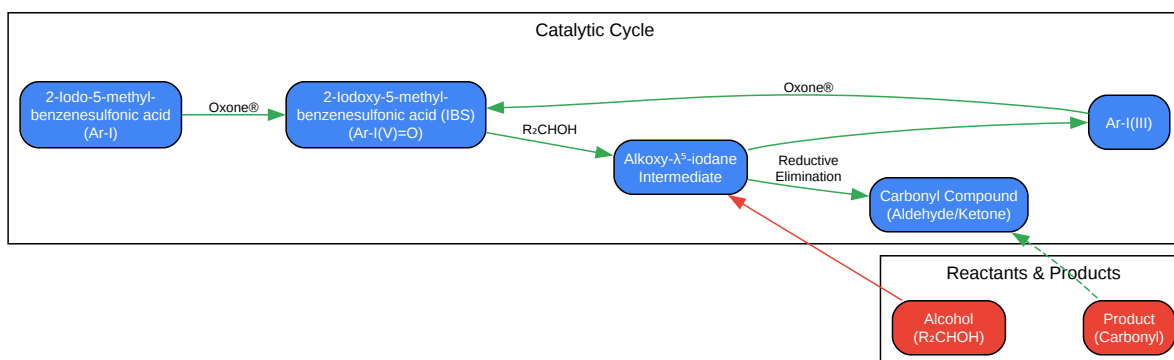 Catalytic Cycle
2-Iodo-5-methyl-
benzenesulfonic acid
(Ar-I)
Oxone®
2-Iodoxy-5-methyl-
benzenesulfonic acid (IBS)
(Ar-I(V)=O)
Oxone®
Ar-I(III)
R₂CHOH
Alkoxy-λ⁵-iodane
Intermediate
Reductive
Elimination
Carbonyl Compound
(Aldehyde/Ketone)
Reactants & Products
Alcohol
(R₂CHOH)
Product
(Carbonyl)